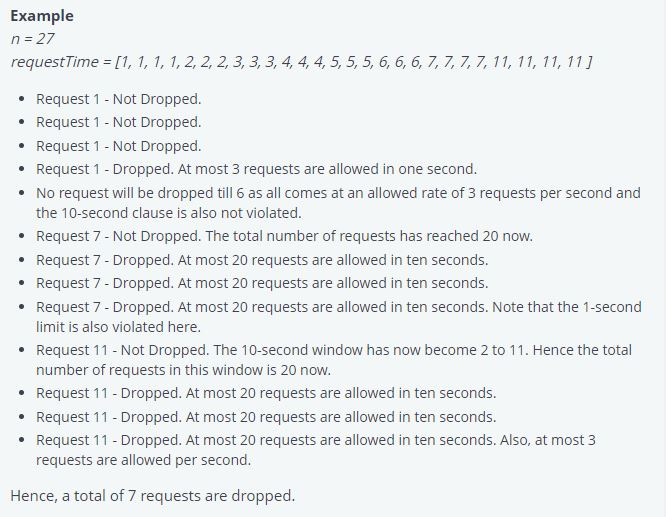 Example
n = 27
requestTime = [1, 1, 1, 1, 2, 2, 2, 3, 3, 3, 4, 4, 4, 5, 5, 5, 6, 6, 6, 7, 7, 7, 7, 11, 11, 11, 11 ]
• Request 1 - Not Dropped.
• Request 1 - Not Dropped.
• Request 1 - Not Dropped.
• Request 1 - Dropped. At most 3 requests are allowed in one second.
• No request will be dropped till 6 as all comes at an allowed rate of 3 requests per second and
the 10-second clause is also not violated.
• Request 7 - Not Dropped. The total number of requests has reached 20 now.
• Request 7 - Dropped. At most 20 requests are allowed in ten seconds.
• Request 7 - Dropped. At most 20 requests are allowed in ten seconds.
• Request 7 - Dropped. At most 20 requests are allowed in ten seconds. Note that the 1-second
limit is also violated here.
• Request 11 - Not Dropped. The 10-second window has now become 2 to 11. Hence the total
number of requests in this window is 20 now.
• Request 11 - Dropped. At most 20 requests are allowed in ten seconds.
• Request 11 - Dropped. At most 20 requests are allowed in ten seconds.
• Request 11 - Dropped. At most 20 requests are allowed in ten seconds. Also, at most 3
requests are allowed per second.
Hence, a total of 7 requests are dropped.